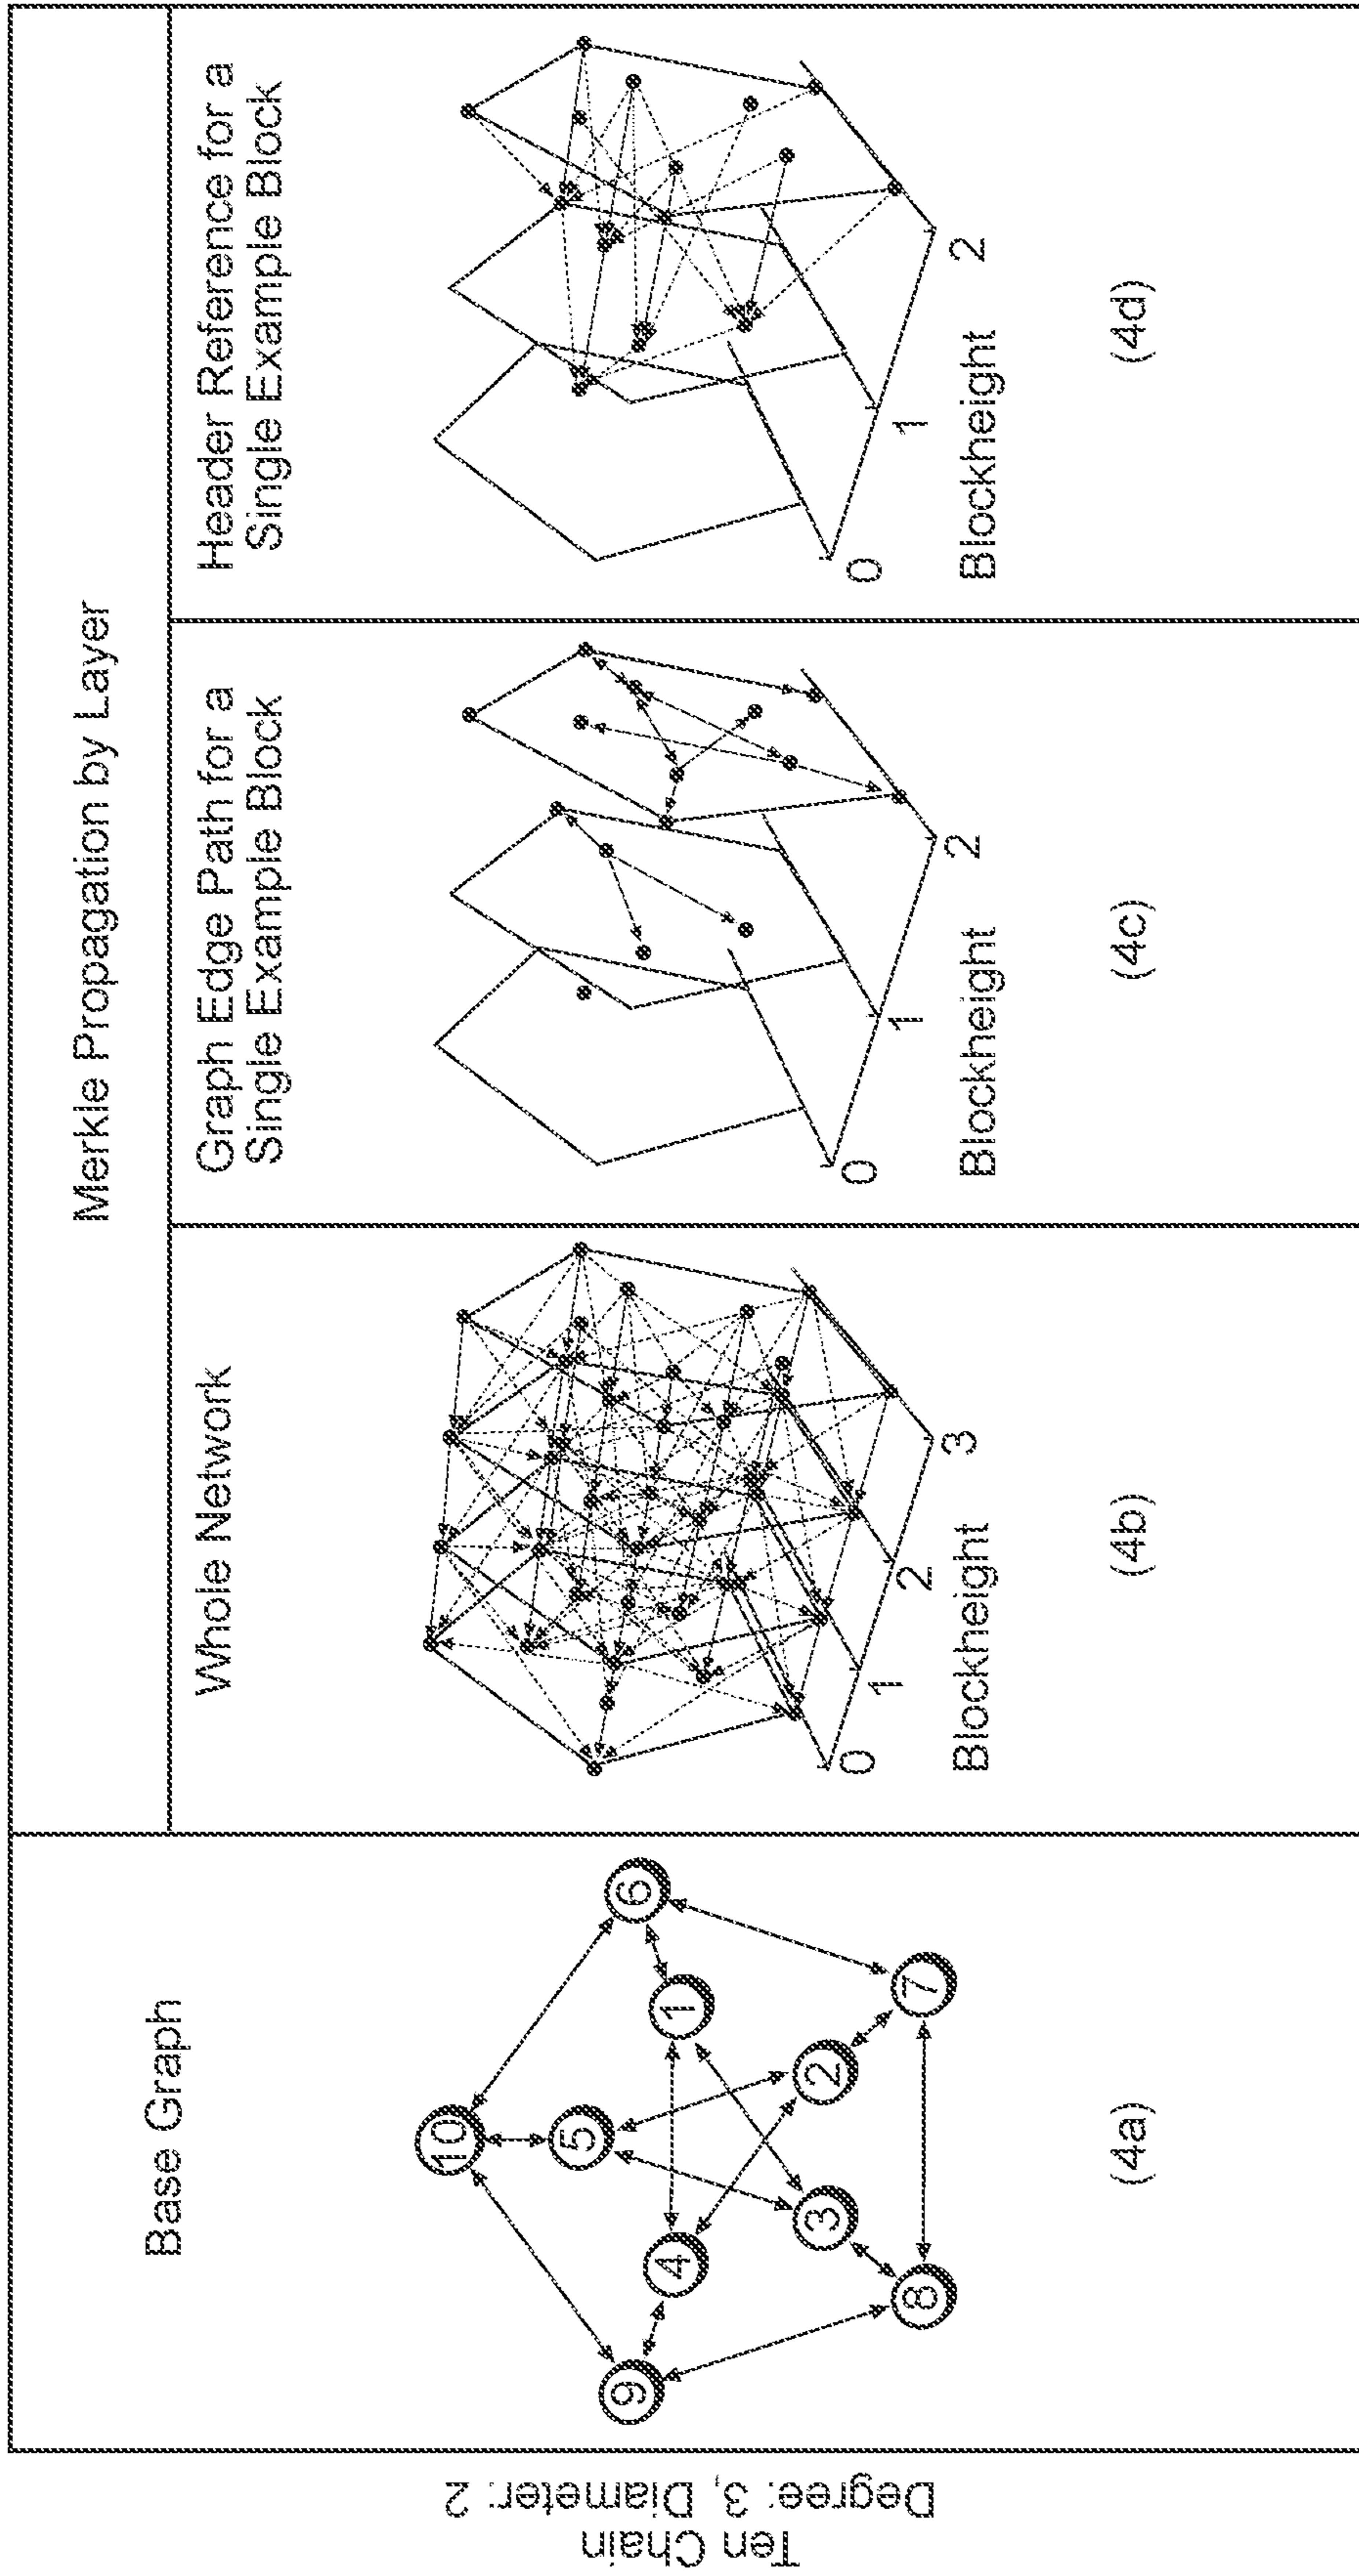 Ten Chain
Degree: 3, Diameter: 2
Base Graph
10
9
6
5
4
1
3
2
8
7
(4a)
Merkle Propagation by Layer
Whole Network
0
1
2
3
Blockheight
(4b)
Graph Edge Path for a
Single Example Block
0
1
2
Blockheight
(4c)
Header Reference for a
Single Example Block
0
1
2
Blockheight
(4d)